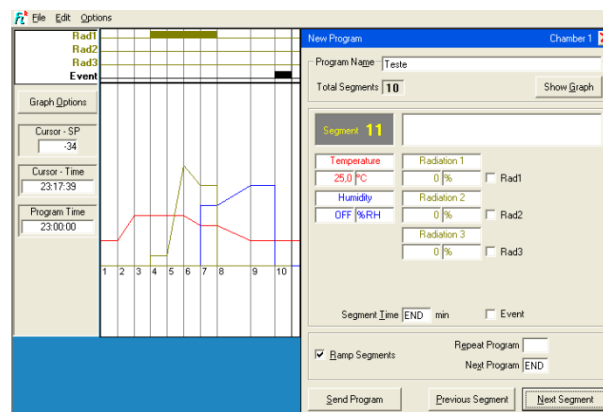 File Edit Options
Rad1
Rad2
Rad3
Event
Graph Options
Cursor - SP
-34
Cursor - Time
23:17:39
Program Time
23:00:00
1 2 3 4 5 6 7 8 9 10
New Program Chamber 1
Program Name Teste
Total Segments 10 Show Graph
Segment 11
Temperature Radiation 1
25,0 °C 0 % Rad1
Humidity Radiation 2
OFF %RH 0 % Rad2
Radiation 3
0 % Rad3
Segment Time END min Event
Ramp Segments Repeat Program
Next Program END
Send Program Previous Segment Next Segment